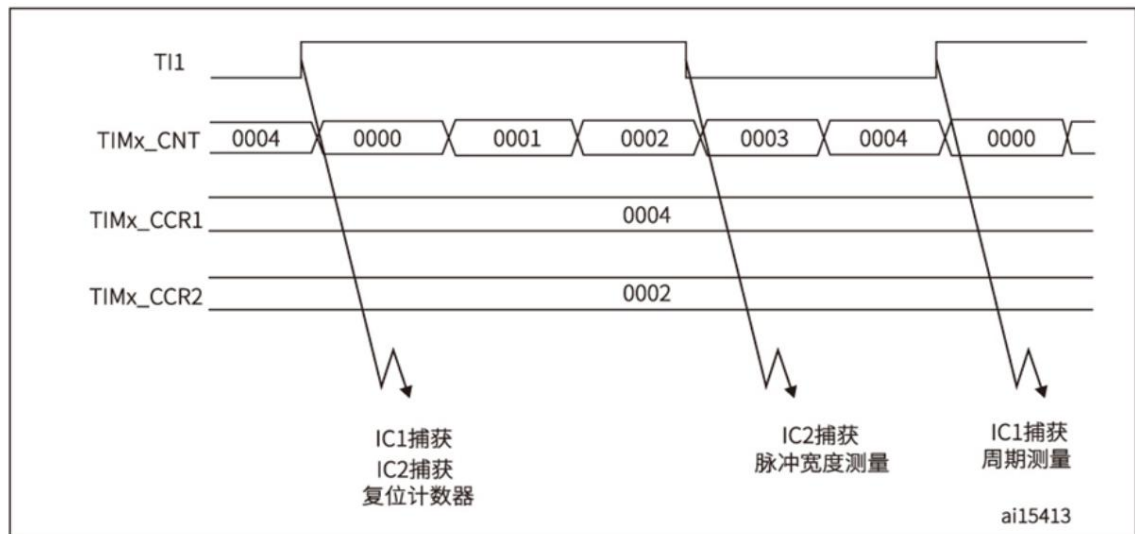 TI1
TIMx_CNT
0004 0000 0001 0002 0003 0004 0000
TIMx_CCR1
0004
TIMx_CCR2
0002
IC1捕获
IC2捕获
复位计数器
IC2捕获
脉冲宽度测量
IC1捕获
周期测量
ai15413